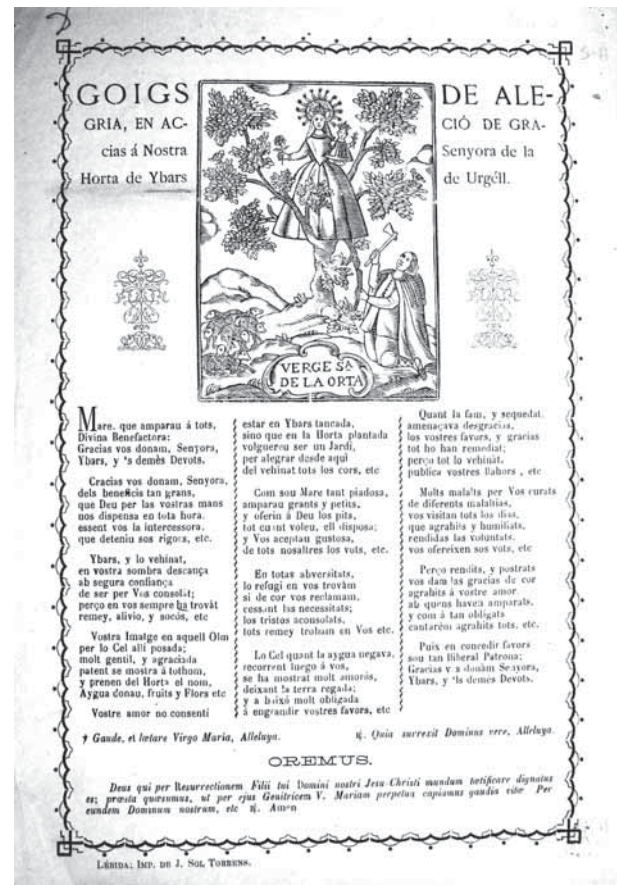 GOIGS DE ALE-
GRIA, EN AC- CIÓ DE GRA-
cias á Nostra Senyora de la
Horta de Ybars de Urgéll.
VERGE Sª
DE LA ORTA
Mare, que amparau á tots,
Divina Benefactora:
Gracias vos donam, Senyora,
Ybars, y 's demès Devots.
Gracias vos donam, Senyora,
dels beneficis tan grans,
que Deu per las vostras mans
nos dispensa en tota hora.
essent vos la intercessora,
que deteniu sos rigors, etc.
Ybars, y lo vehinat,
en vostra sombra descança
ab segura confiança
de ser per Vos consolat;
perço en vos sempre ha trovàt
remey, alivio, y socós, etc
Vostra Imatge en aquell Olm
per lo Cel allí posada;
molt gentil, y agraciada
patent se mostra á tothom,
y prenen del Horta el nom,
Aygua donau, fruits y Flors etc
Vostre amor no consentí
estar en Ybars tancada,
sino que en la Horta plantada
volguereu ser un Jardí,
per alegrar desde aquí
del vehinat tots los cors, etc
Com sou Mare tant piadosa,
amparau grants y petits,
y oferin á Deu los pits,
tot cuant voleu, ell disposa;
y Vos aceptau gustosa,
de tots nosaltres los vots, etc.
En totas adversitats,
lo refugi en vos trovàm
si de cor vos reclamam,
cessant las necessitats;
los tristos aconsolats,
tots remey troban en Vos etc.
Lo Cel quant la aygua negava,
recorrent luego á vos,
se ha mostrat molt amorós,
deixant la terra regada;
y a baixó molt obligada
á engrandir vostres favors, etc
Quant la fam, y sequedat,
amenaçava desgracias,
los vostres favors, y gracias
tot ho han remediat;
perço tot lo vehinàt,
publica vostres llahors , etc
Molts malalts per Vos curats
de diferents malaltias,
vos visitan tots los dias,
que agrahits y humiliats,
rendidas las voluntats,
vos ofereixen sos vots, etc
Perço rendits, y postrats
vos dam las gracias de cor
agrahits á vostre amor
ab quens haveu amparats,
y com á tan obligats
cantarém agrahits tots, etc.
Puix en concedir favors
sou tan lliberal Patrona;
Gracias vos donàm Senyora,
Ybars, y 'ls demès Devots.
℣ Gaude, et lætare Virgo Maria, Alleluya. ℟. Quia surrexit Dominus vere, Alleluya.
OREMUS.
Deus qui per Resurrectionem Filii tui Domini nostri Jesu-Christi mundum lætificare dignatus
es; præsta quæsumus, ut per ejus Genitricem V. Mariam perpetuæ capiamus gaudia vitæ Per
eundem Dominum nostrum, etc ℟. Amen
LÉRIDA: IMP. DE J. SOL TORRENS.